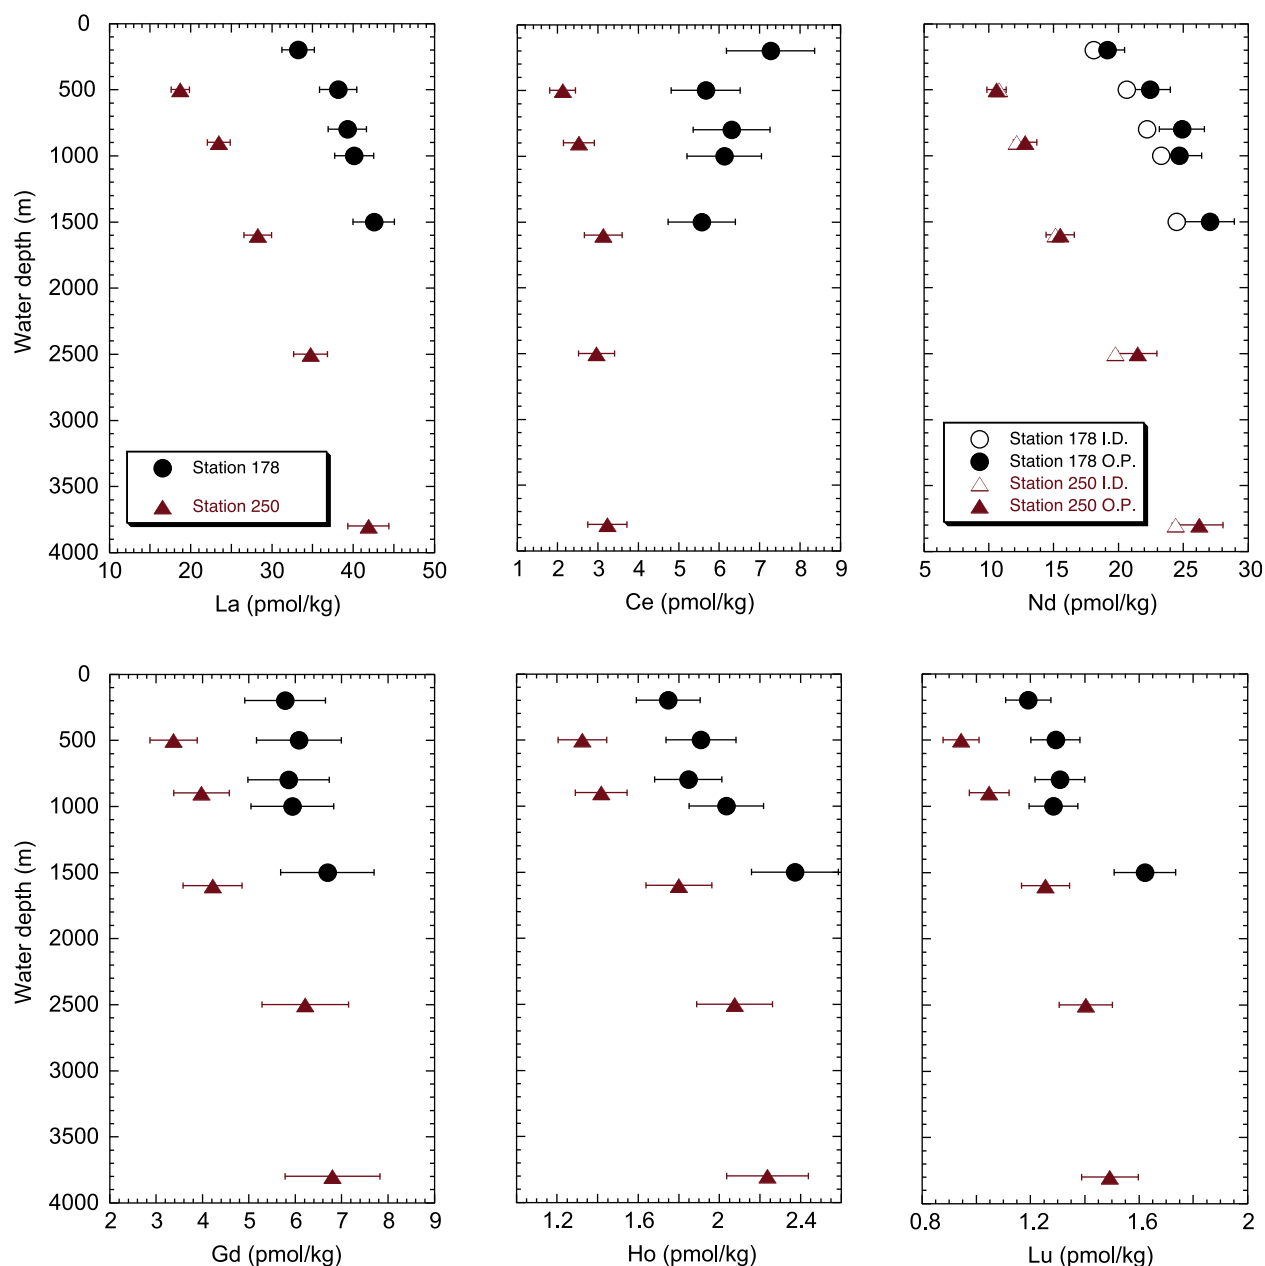 0
500
1000
1500
2000
2500
3000
3500
4000
Water depth (m)
10 20 30 40 50
La (pmol/kg)
Station 178
Station 250
1 2 3 4 5 6 7 8 9
Ce (pmol/kg)
5 10 15 20 25 30
Nd (pmol/kg)
Station 178 I.D.
Station 178 O.P.
Station 250 I.D.
Station 250 O.P.
0
500
1000
1500
2000
2500
3000
3500
4000
Water depth (m)
2 3 4 5 6 7 8 9
Gd (pmol/kg)
1.2 1.6 2 2.4
Ho (pmol/kg)
0.8 1.2 1.6 2
Lu (pmol/kg)